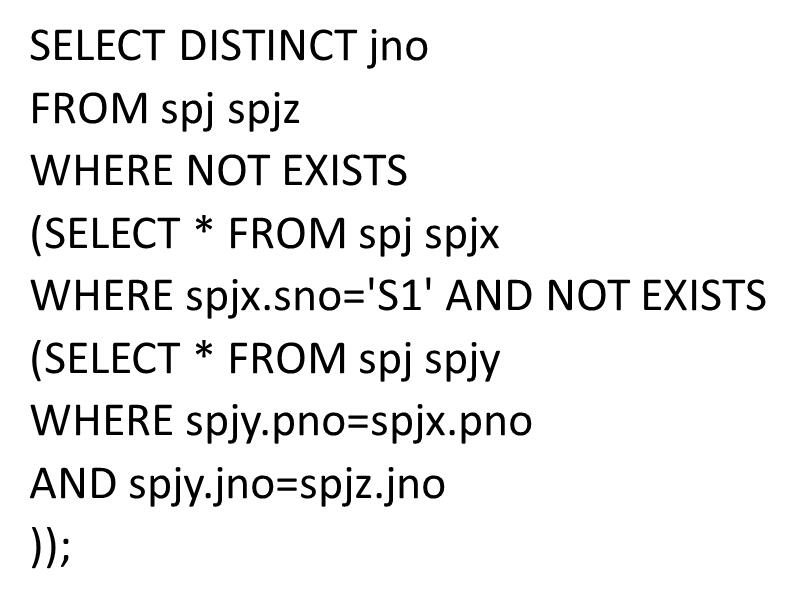 SELECT DISTINCT jno
FROM spj spjz
WHERE NOT EXISTS
(SELECT * FROM spj spjx
WHERE spjx.sno='S1' AND NOT EXISTS
(SELECT * FROM spj spjy
WHERE spjy.pno=spjx.pno
AND spjy.jno=spjz.jno
));